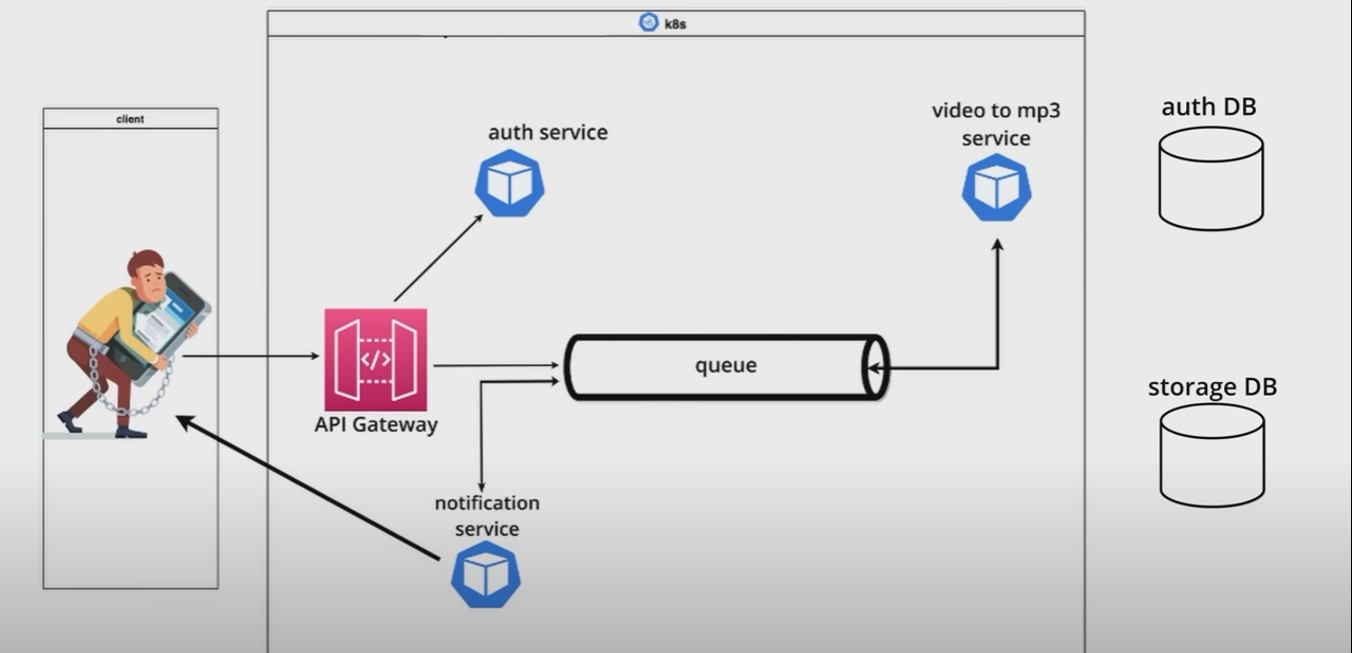 k8s
client
auth service
video to mp3
service
auth DB
</>
API Gateway
queue
storage DB
notification
service